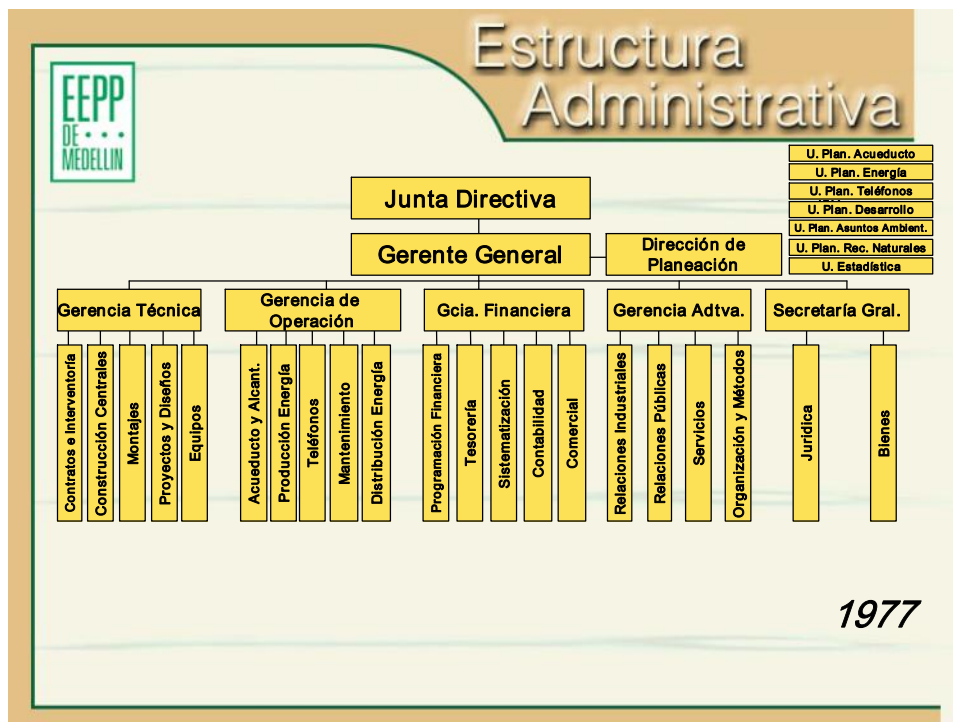 Estructura
Administrativa
EEPP
DE • • •
MEDELLIN
U. Plan. Acueducto
U. Plan. Energía
U. Plan. Teléfonos
U. Plan. Desarrollo
U. Plan. Asuntos Ambient.
U. Plan. Rec. Naturales
U. Estadística
Junta Directiva
Gerente General
Dirección de
Planeación
Gerencia Técnica
Gerencia de
Operación
Gcia. Financiera
Gerencia Adtva.
Secretaría Gral.
Contratos e Interventoría
Construcción Centrales
Montajes
Proyectos y Diseños
Equipos
Acueducto y Alcant.
Producción Energía
Teléfonos
Mantenimiento
Distribución Energía
Programación Financiera
Tesorería
Sistematización
Contabilidad
Comercial
Relaciones Industriales
Relaciones Públicas
Servicios
Organización y Métodos
Jurídica
Bienes
1977